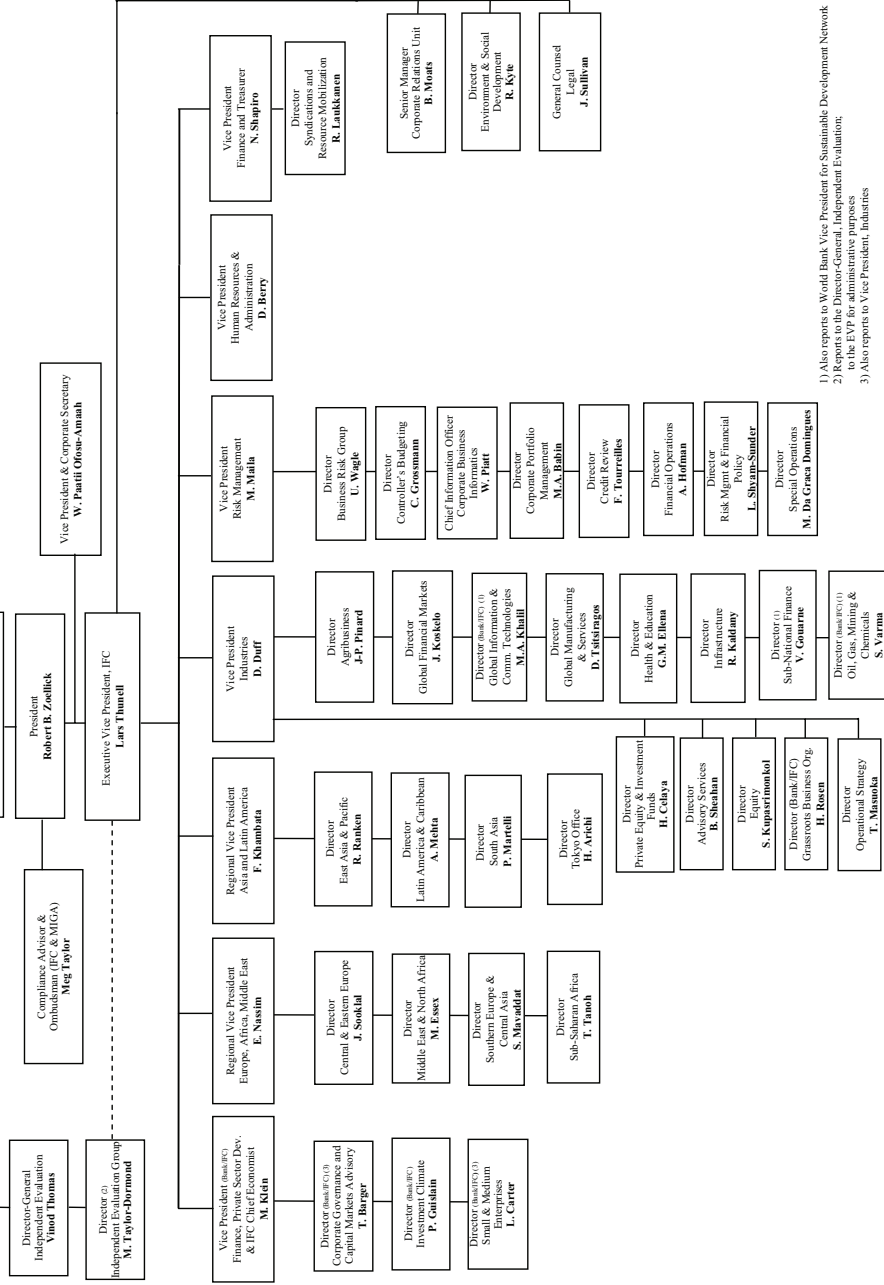 President
Robert B. Zoellick
Vice President & Corporate Secretary
W. Paatii Ofosu-Amaah
Compliance Advisor &
Ombudsman (IFC & MIGA)
Meg Taylor
Director-General
Independent Evaluation
Vinod Thomas
Executive Vice President, IFC
Lars Thunell
Director (2)
Independent Evaluation Group
M. Taylor-Dormond
Vice President (Bank/IFC)
Finance, Private Sector Dev.
& IFC Chief Economist
M. Klein
Director (Bank/IFC) (3)
Corporate Governance and
Capital Markets Advisory
T. Barger
Director (Bank/IFC)
Investment Climate
P. Guislain
Director (Bank/IFC) (3)
Small & Medium
Enterprises
L. Carter
Regional Vice President
Europe, Africa, Middle East
E. Nassim
Director
Central & Eastern Europe
J. Sooklal
Director
Middle East & North Africa
M. Essex
Director
Southern Europe &
Central Asia
S. Mavaddat
Director
Sub-Saharan Africa
T. Tanoh
Regional Vice President
Asia and Latin America
F. Khambata
Director
East Asia & Pacific
R. Ranken
Director
Latin America & Caribbean
A. Mehta
Director
South Asia
P. Martelli
Director
Tokyo Office
H. Arichi
Vice President
Industries
D. Duff
Director
Agribusiness
J-P. Pinard
Director
Global Financial Markets
J. Koskelo
Director (Bank/IFC) (1)
Global Information &
Comm. Technologies
M.A. Khalil
Director
Global Manufacturing
& Services
D. Tsitsiragos
Director
Health & Education
G.M. Ellena
Director
Infrastructure
R. Kaldany
Director (1)
Sub-National Finance
V. Gouarne
Director (Bank/IFC) (1)
Oil, Gas, Mining &
Chemicals
S. Varma
Director
Private Equity & Investment
Funds
H. Celaya
Director
Advisory Services
B. Sheahan
Director
Equity
S. Kupasrimonkol
Director (Bank/IFC)
Grassroots Business Org.
H. Rosen
Director
Operational Strategy
T. Masuoka
Vice President
Risk Management
M. Maila
Director
Business Risk Group
U. Wagle
Director
Controller's Budgeting
C. Grossmann
Chief Information Officer
Corporate Business
Informatics
W. Piatt
Director
Corporate Portfolio
Management
M.A. Babin
Director
Credit Review
F. Tourreilles
Director
Financial Operations
A. Hofman
Director
Risk Mgmt & Financial
Policy
L. Shyam-Sunder
Director
Special Operations
M. Da Graca Domingues
Vice President
Human Resources &
Administration
D. Berry
Vice President
Finance and Treasurer
N. Shapiro
Director
Syndications and
Resource Mobilization
R. Laukkanen
Senior Manager
Corporate Relations Unit
B. Moats
Director
Environment & Social
Development
R. Kyte
General Counsel
Legal
J. Sullivan
1) Also reports to World Bank Vice President for Sustainable Development Network
2) Reports to the Director-General, Independent Evaluation;
to the EVP for administrative purposes
3) Also reports to Vice President, Industries